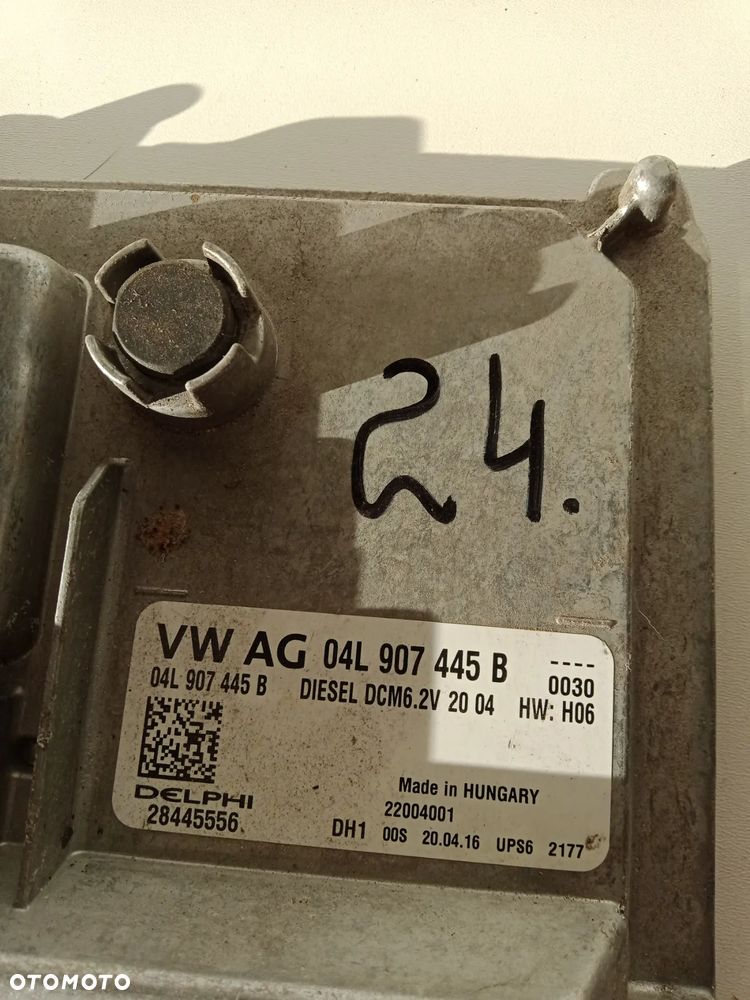 24.
VW AG 04L 907 445 B ----
04L 907 445 B DIESEL DCM6.2V 20 04 0030
HW: H06
DELPHI
28445556
Made in HUNGARY
22004001
DH1 00S 20.04.16 UPS6 2177
OTOMOTO